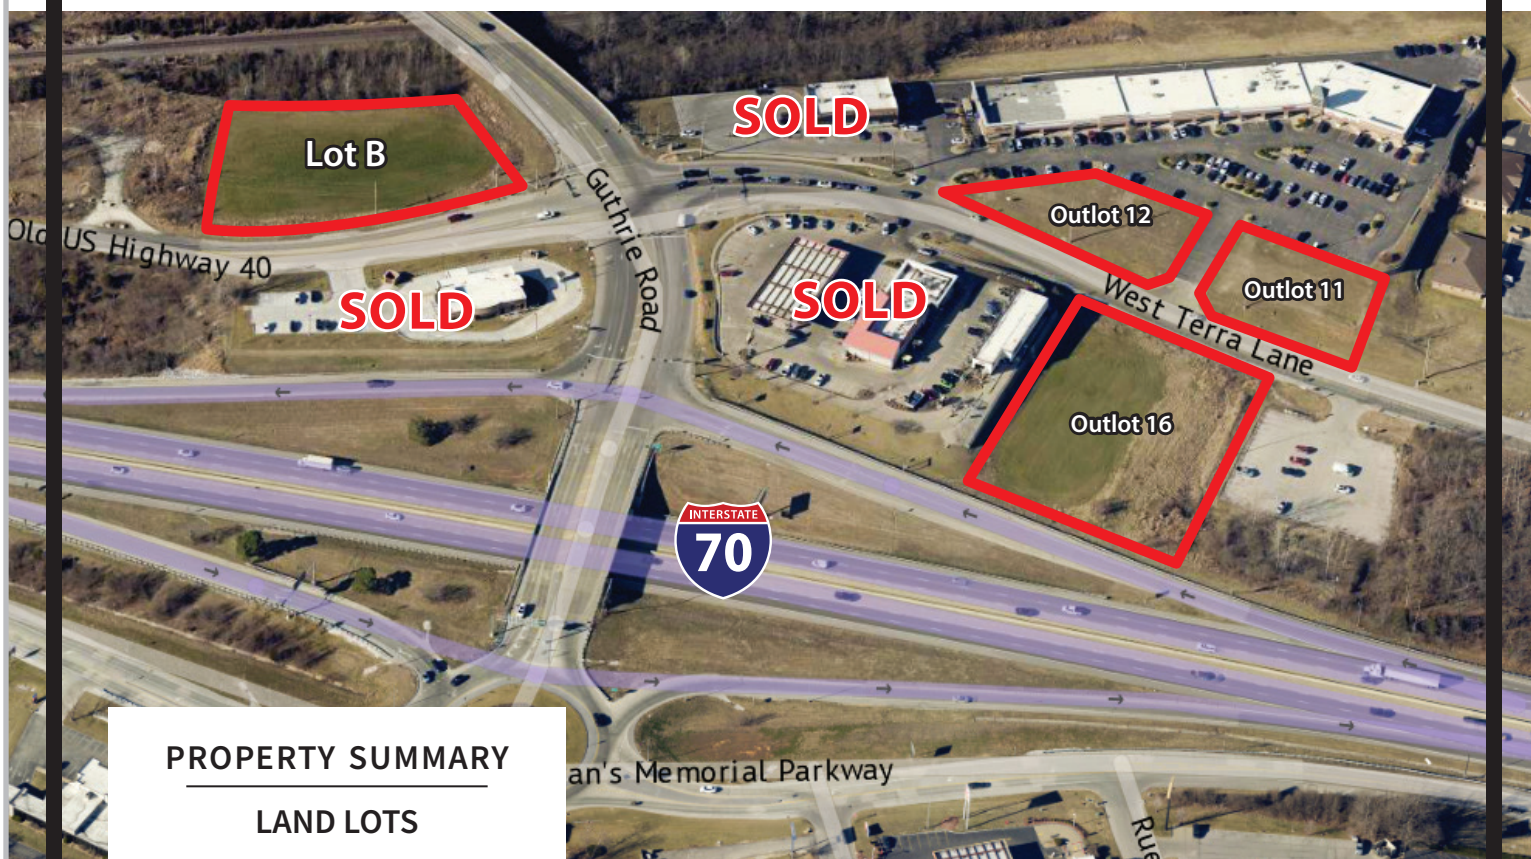 SOLD
Lot B
Guthrie Road
Outlot 12
Old US Highway 40
Outlot 11
SOLD
SOLD
West Terra Lane
Outlot 16
INTERSTATE
70
PROPERTY SUMMARY
LAND LOTS
an's Memorial Parkway
Rue